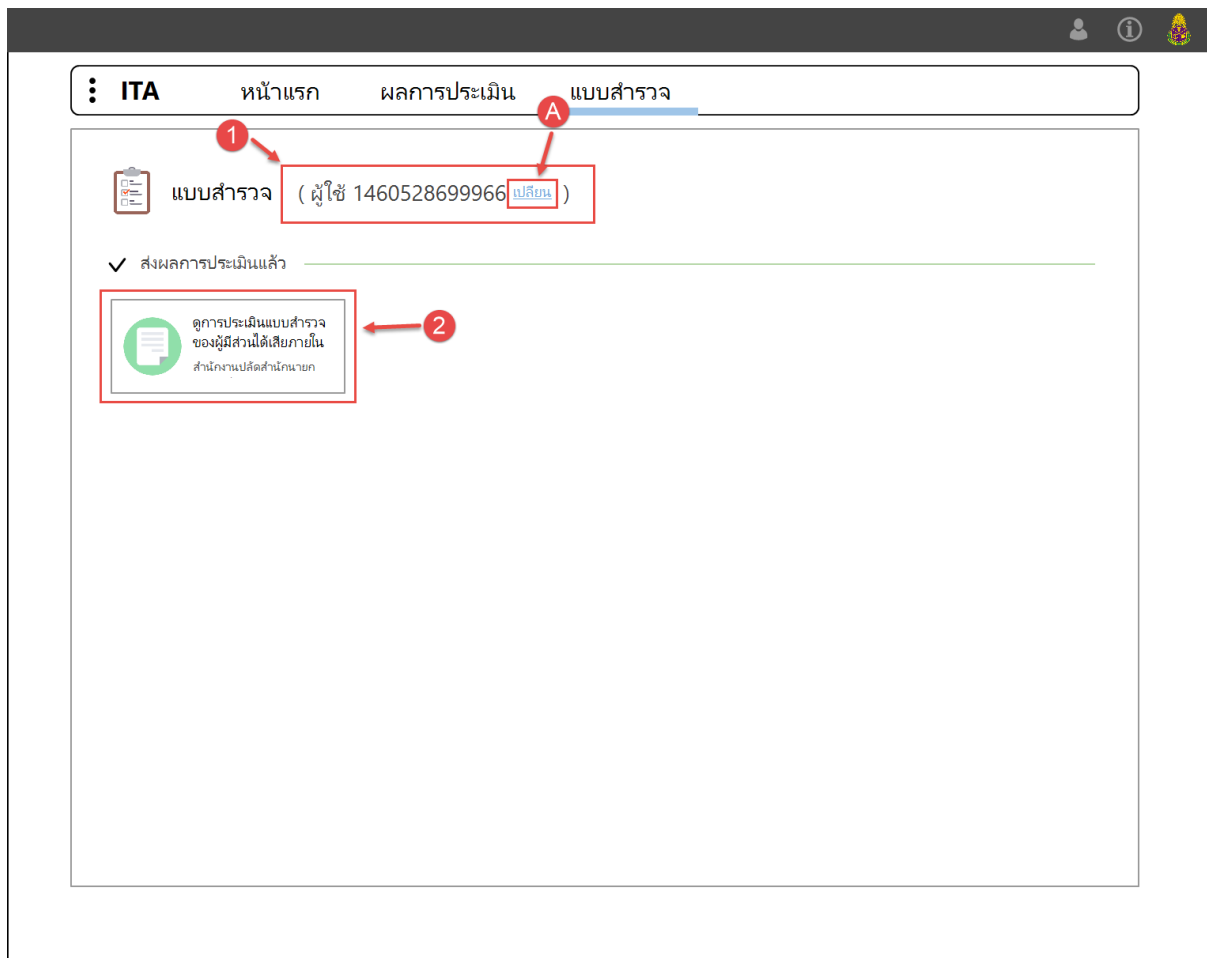 ITA หน้าแรก ผลการประเมิน แบบสำรวจ
A
1
แบบสำรวจ ( ผู้ใช้ 1460528699966 เปลี่ยน )
ส่งผลการประเมินแล้ว
ดูการประเมินแบบสำรวจ
ของผู้มีส่วนได้เสียภายใน
สำนักงานปลัดสำนักนายก
2